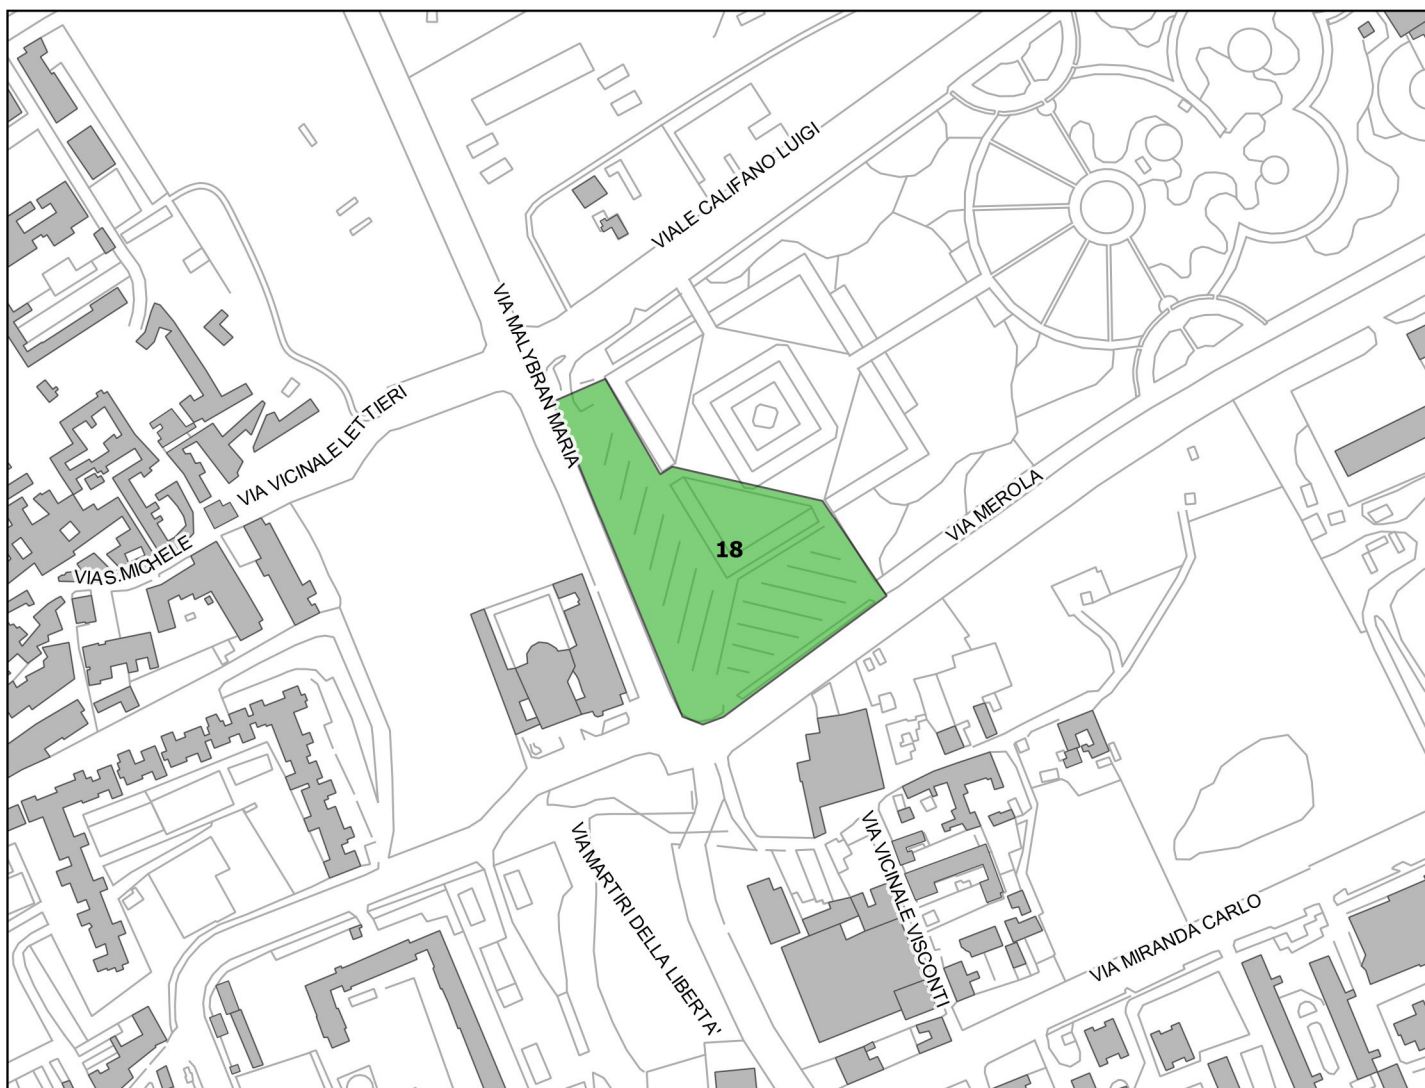 VIALE CALIFANO LUIGI
VIA MALYBRAN MARIA
VIA VICINALE LETTIERI
VIA MEROLA
18
VIA S.MICHELE
VIA MARTIRI DELLA LIBERTA'
VIA VICINALE VISCONTI
VIA MIRANDA CARLO